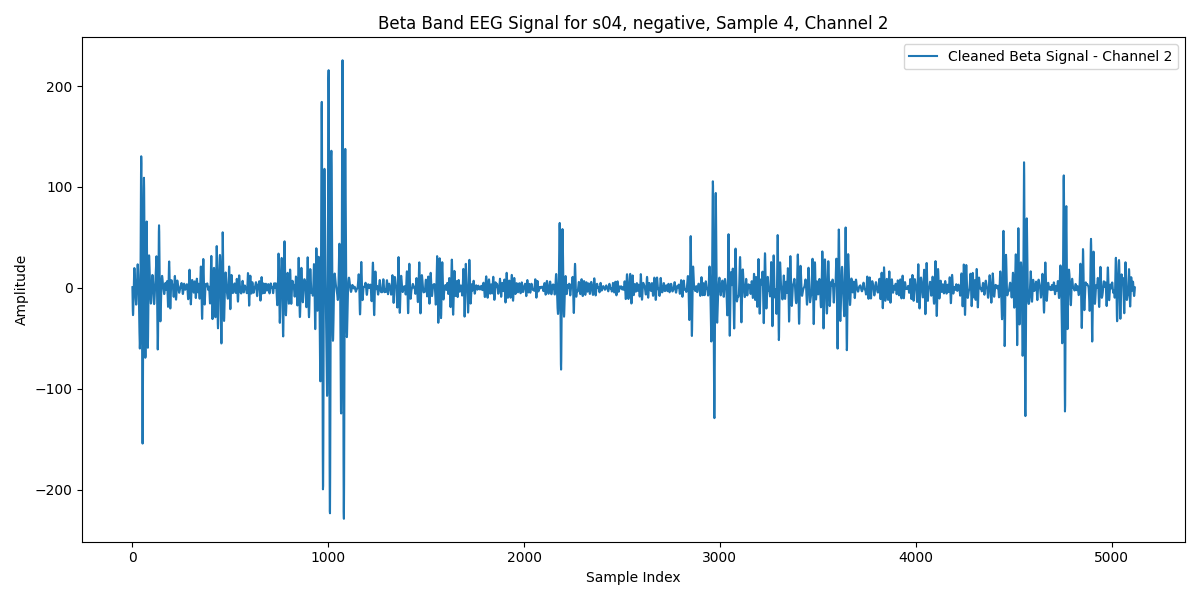 Beta Band EEG Signal for s04, negative, Sample 4, Channel 2
Cleaned Beta Signal - Channel 2
200
100
0
−100
−200
Amplitude
0 1000 2000 3000 4000 5000
Sample Index